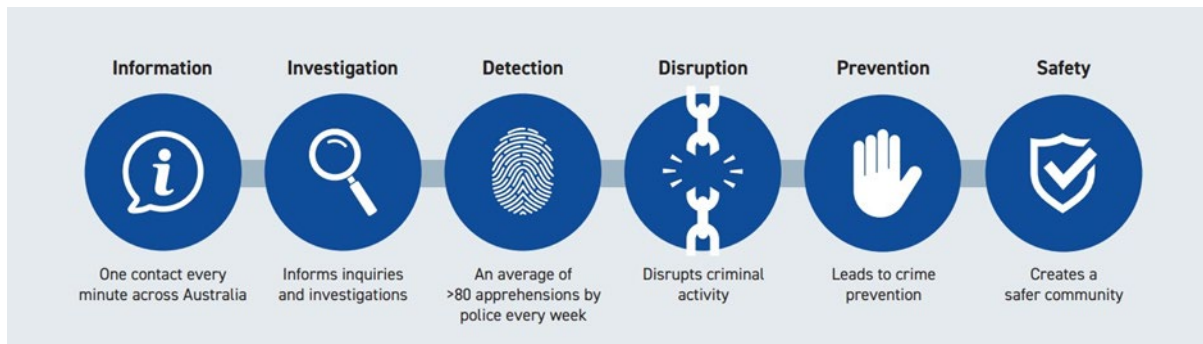 Information
One contact every
minute across Australia
Investigation
Informs inquiries
and investigations
Detection
An average of
>80 apprehensions by
police every week
Disruption
Disrupts criminal
activity
Prevention
Leads to crime
prevention
Safety
Creates a
safer community